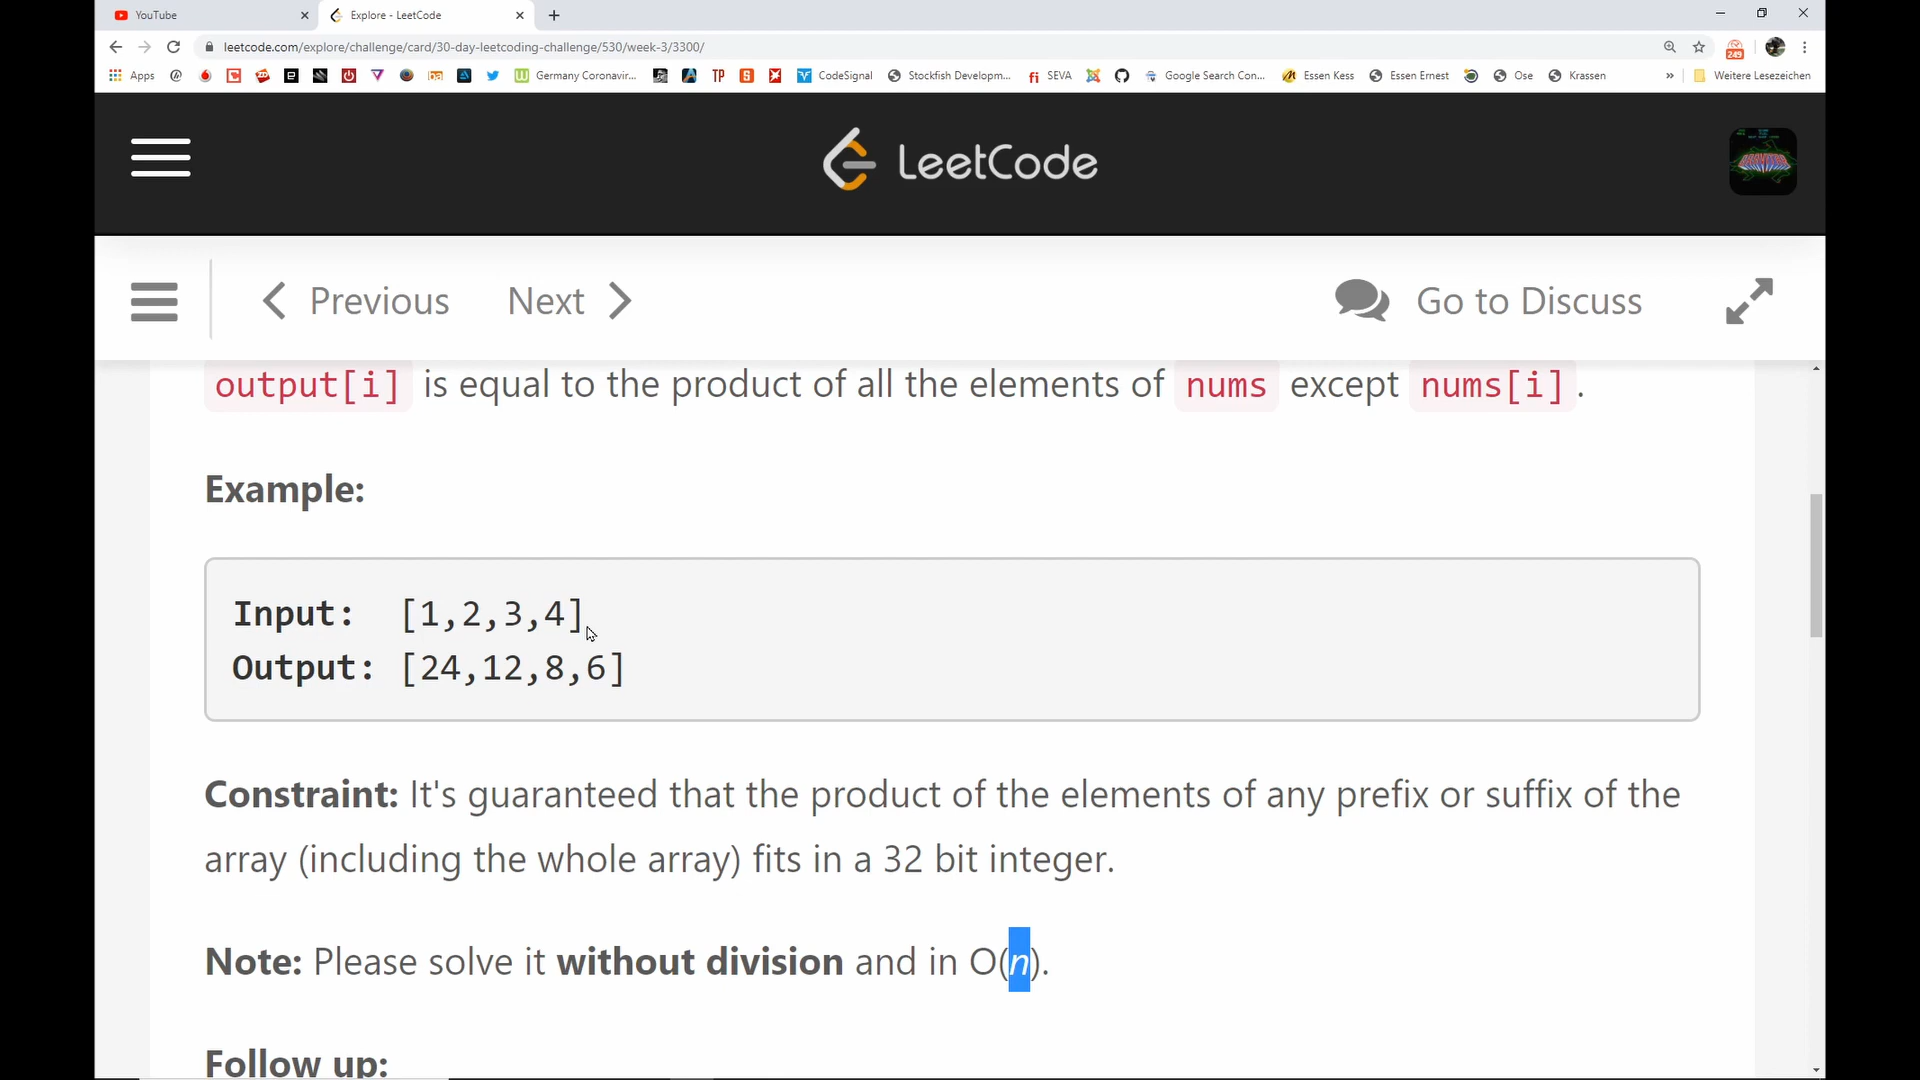 YouTube
Explore - LeetCode
leetcode.com/explore/challenge/card/30-day-leetcoding-challenge/530/week-3/3300/
249
Apps
Germany Coronavir...
TP
CodeSignal
Stockfish Developm...
SEVA
Google Search Con...
Essen Kess
Essen Ernest
Ose
Krassen
»
Weitere Lesezeichen
LeetCode
Previous
Next
Go to Discuss
output[i] is equal to the product of all the elements of nums except nums[i].
Example:
Input: [1,2,3,4]
Output: [24,12,8,6]
Constraint: It's guaranteed that the product of the elements of any prefix or suffix of the
array (including the whole array) fits in a 32 bit integer.
Note: Please solve it without division and in O(n).
Follow up: